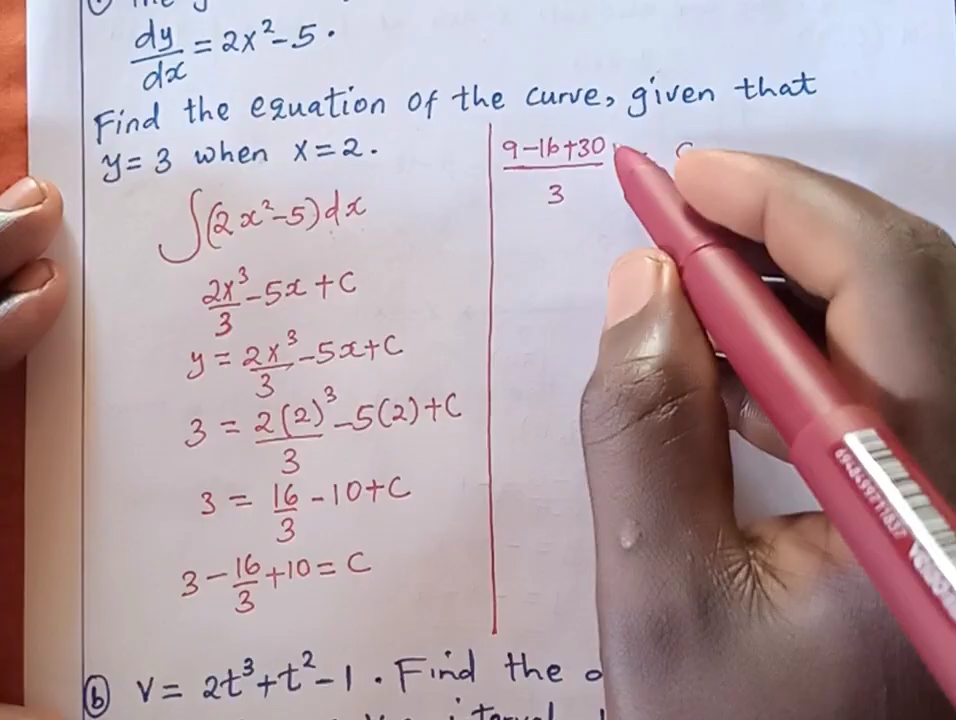 dy/dx = 2x² - 5.
Find the equation of the curve, given that
y = 3 when x = 2.
∫(2x² - 5)dx
2x³/3 - 5x + C
y = 2x³/3 - 5x + C
3 = 2(2)³/3 - 5(2) + C
3 = 16/3 - 10 + C
3 - 16/3 + 10 = C
9 - 16 + 30 / 3
ⓑ V = 2t³ + t² - 1. Find the
6948459217837